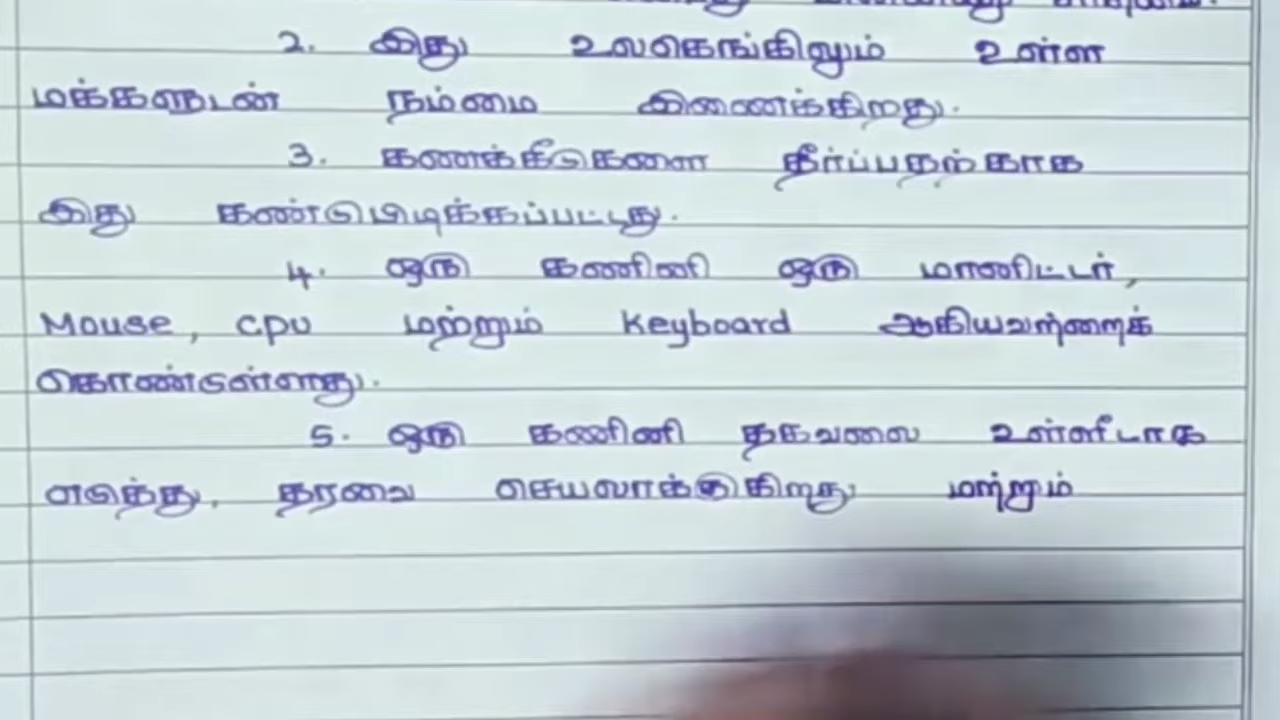 2. இது உலகெங்கிலும் உள்ள
மக்களுடன் நம்மை இணைக்கிறது.
3. கணக்கீடுகளை தீர்ப்பதற்காக
இது கண்டுபிடிக்கப்பட்டது.
4. ஒரு கணினி ஒரு மானிட்டர்,
Mouse, CPU மற்றும் Keyboard ஆகியவற்றைக்
கொண்டுள்ளது.
5. ஒரு கணினி தகவலை உள்ளீடாக
எடுத்து, தரவை செயலாக்குகிறது மற்றும்